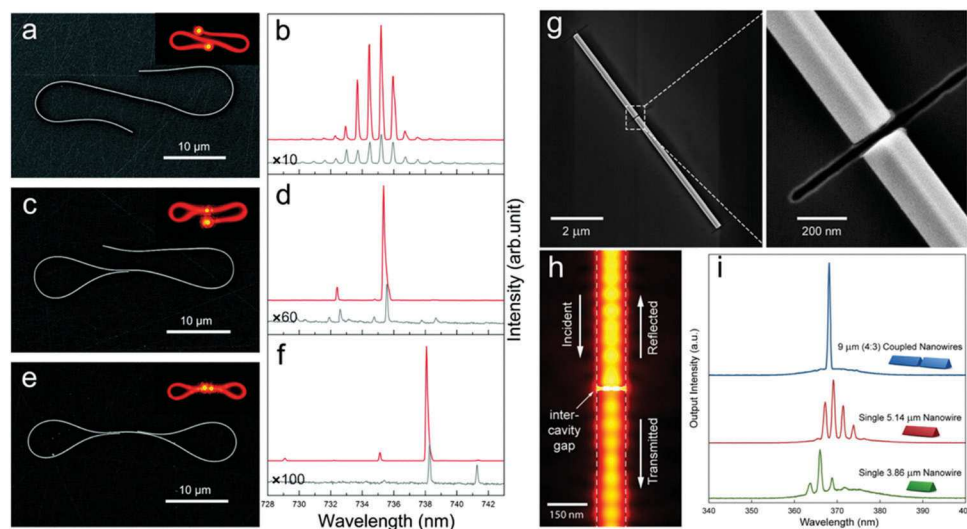 a
10 µm
b
×10
c
10 µm
d
×60
e
10 µm
f
×100
728 730 732 734 736 738 740 742
Wavelength (nm)
Intensity (arb.unit)
g
2 µm
200 nm
h
Incident
Reflected
inter-
cavity
gap
Transmitted
150 nm
i
Output Intensity (a.u.)
9 µm (4:3) Coupled Nanowires
Single 5.14 µm Nanowire
Single 3.86 µm Nanowire
340 350 360 370 380 390 40
Wavelength (nm)